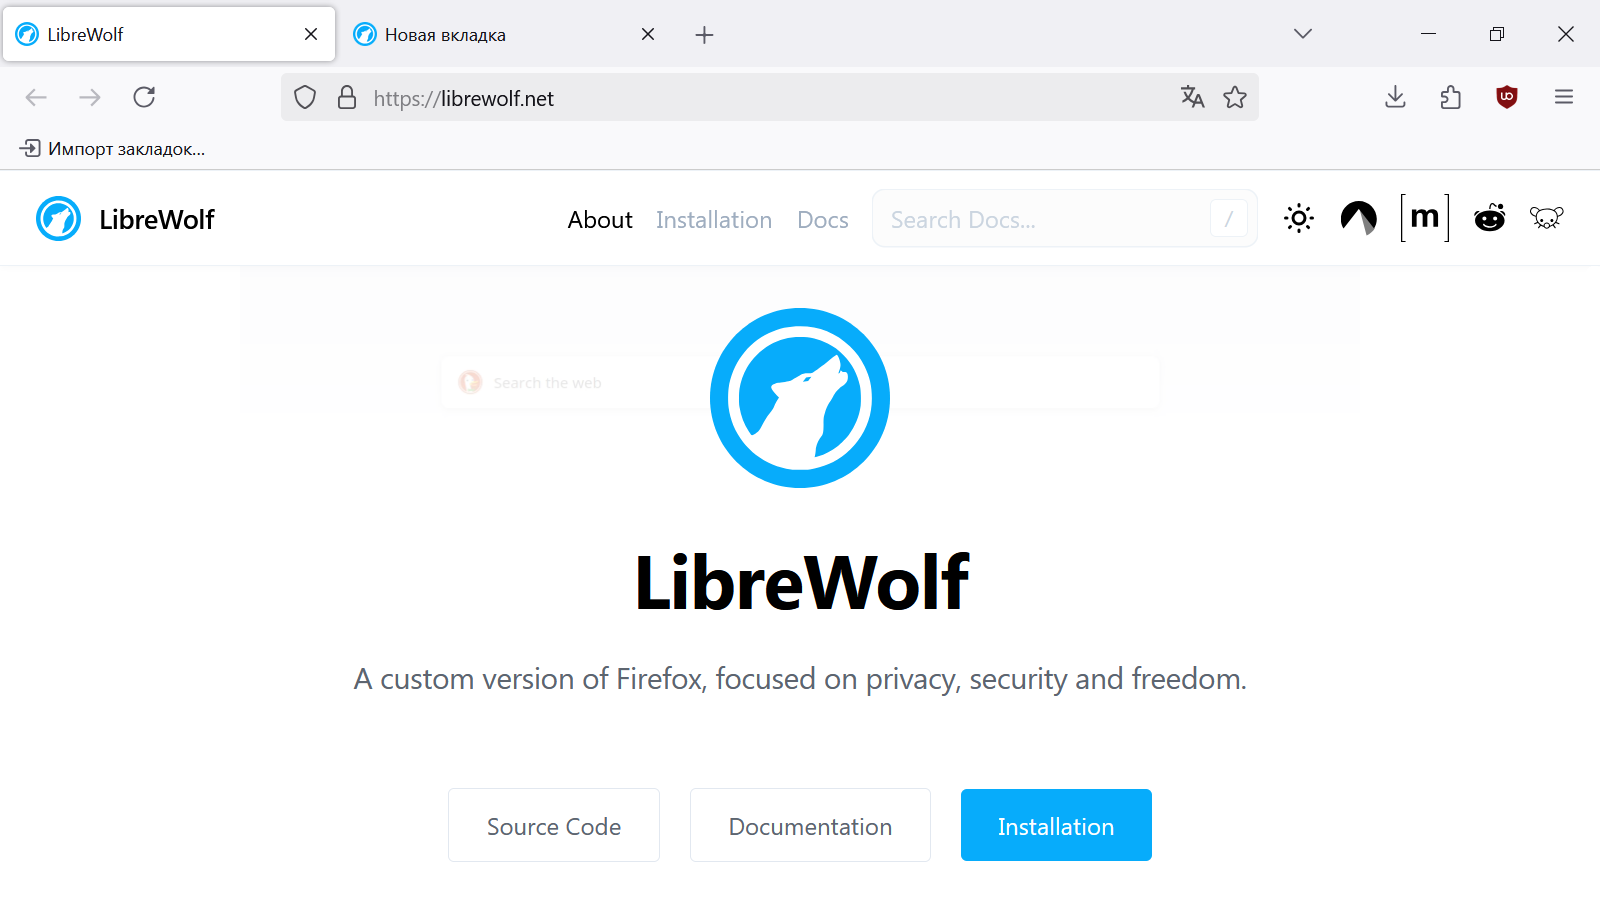 LibreWolf
Новая вкладка
https://librewolf.net
Импорт закладок...
LibreWolf
About
Installation
Docs
Search Docs...
/
[m]
Search the web
LibreWolf
A custom version of Firefox, focused on privacy, security and freedom.
Source Code
Documentation
Installation